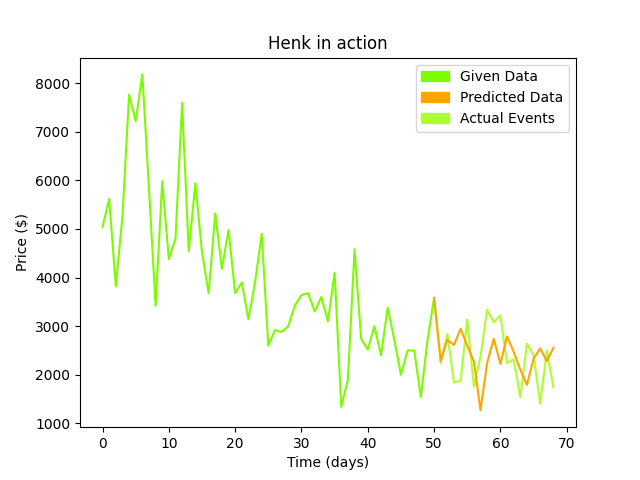 Henk in action
Given Data
Predicted Data
Actual Events
8000
7000
6000
5000
4000
3000
2000
1000
Price ($)
0 10 20 30 40 50 60 70
Time (days)